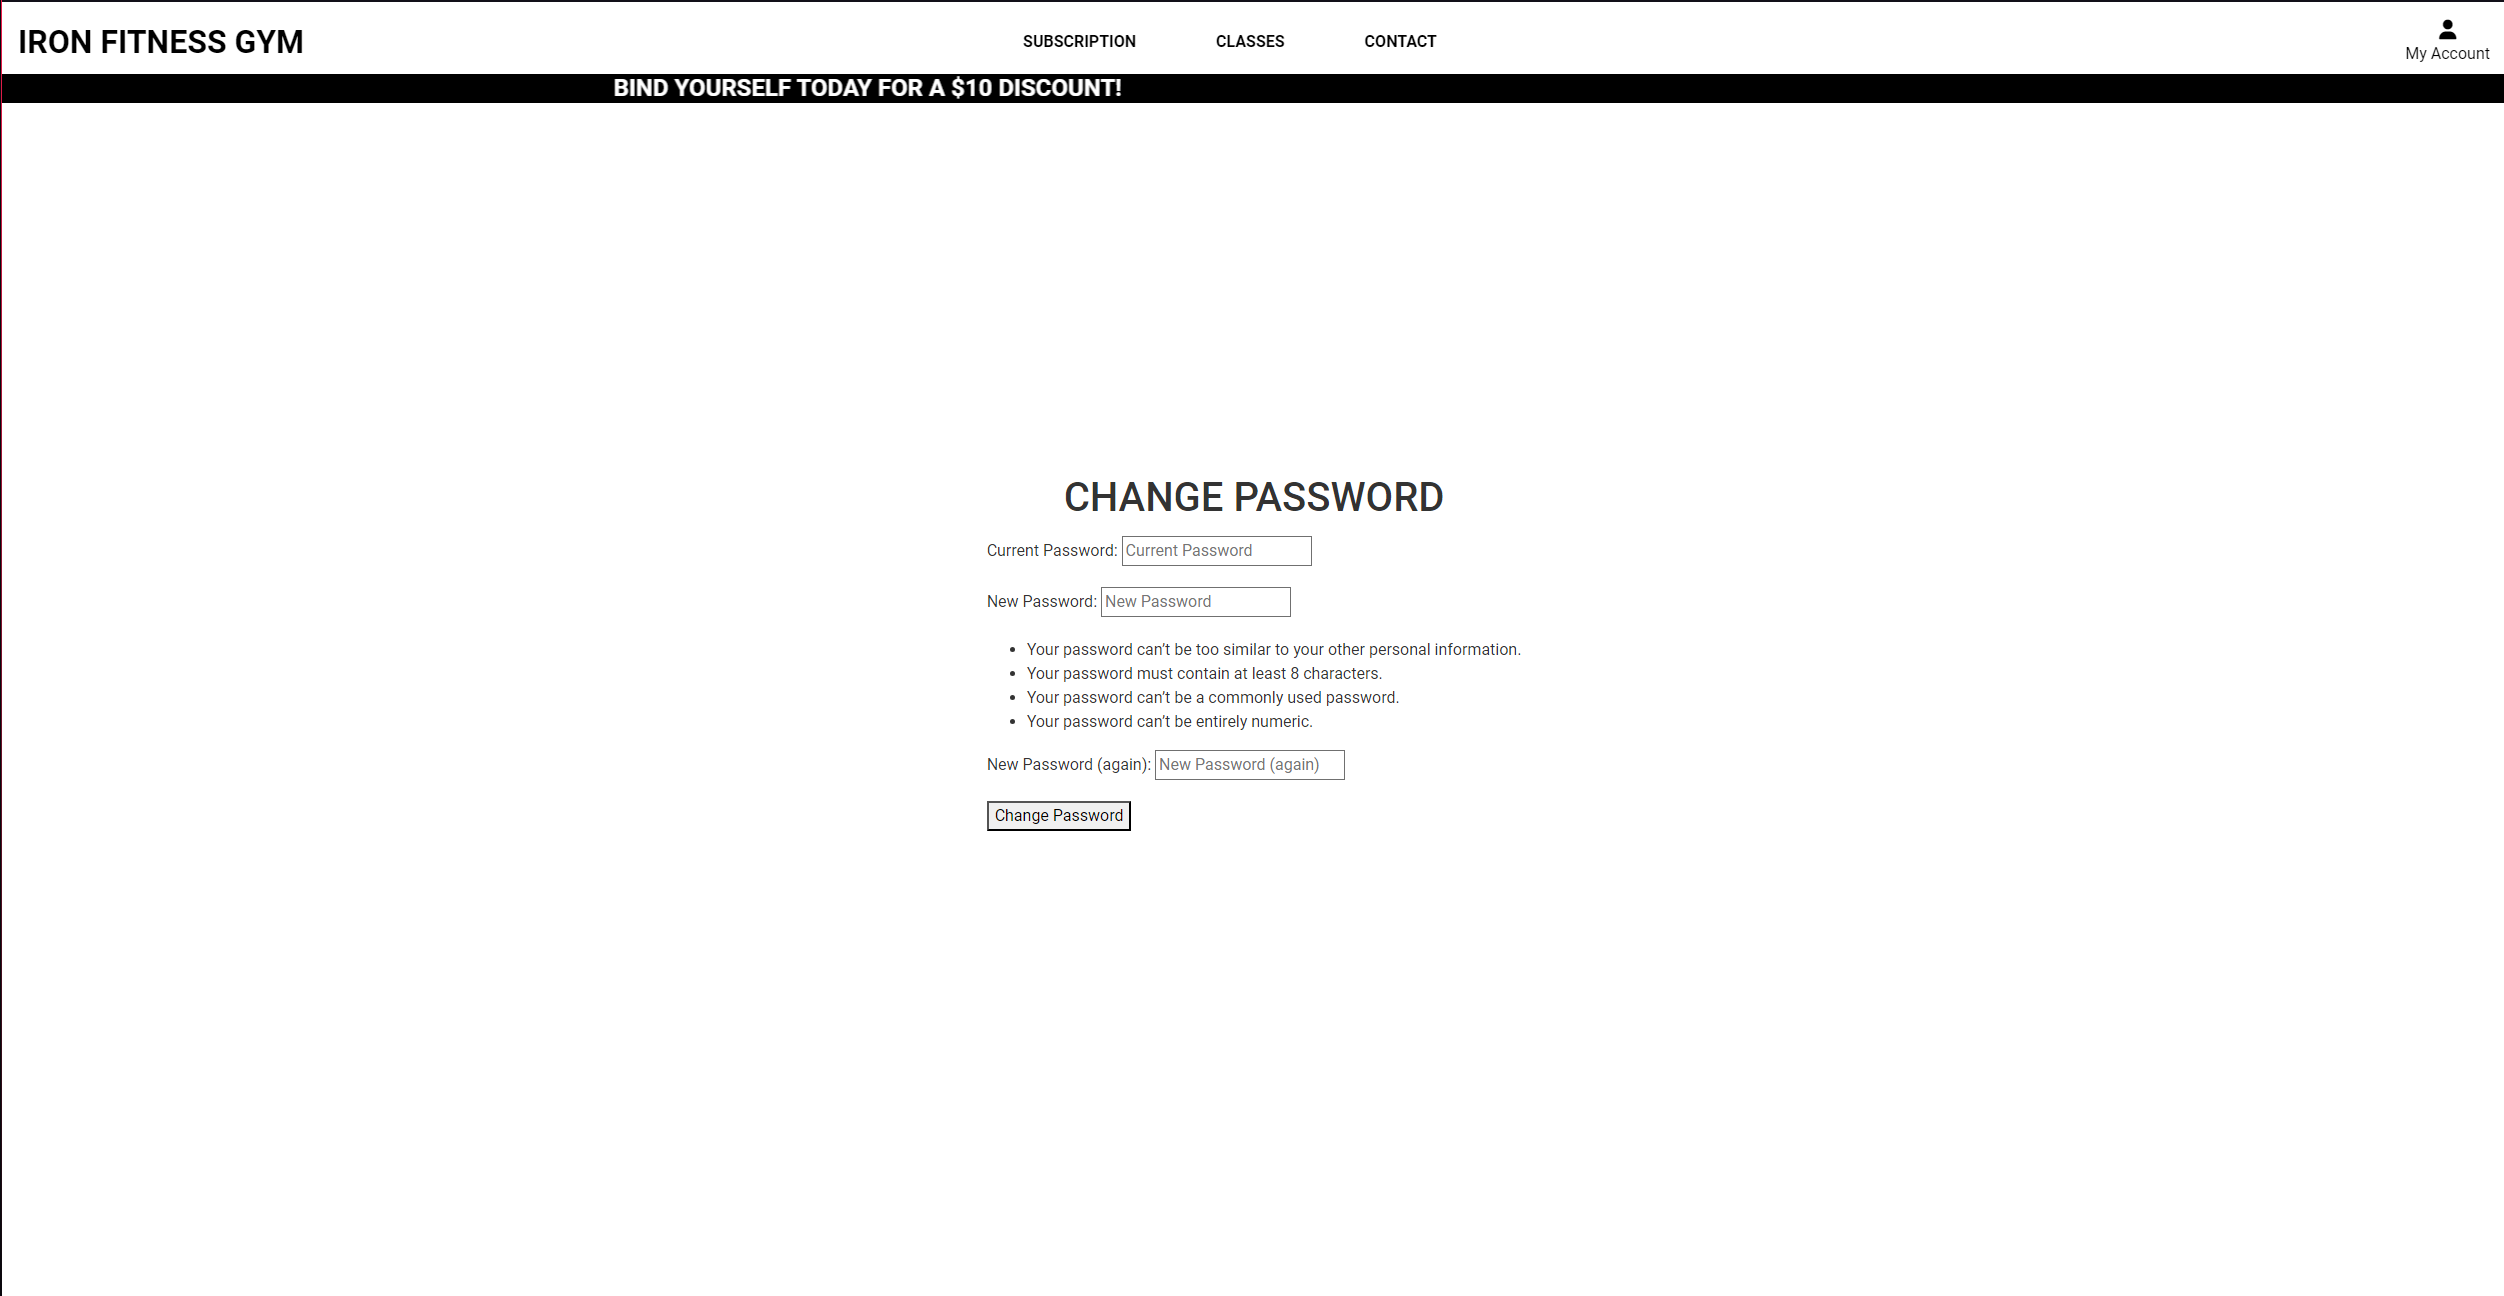 IRON FITNESS GYM
SUBSCRIPTION CLASSES CONTACT
My Account
BIND YOURSELF TODAY FOR A $10 DISCOUNT!
CHANGE PASSWORD
Current Password: Current Password
New Password: New Password
• Your password can’t be too similar to your other personal information.
• Your password must contain at least 8 characters.
• Your password can’t be a commonly used password.
• Your password can’t be entirely numeric.
New Password (again): New Password (again)
Change Password